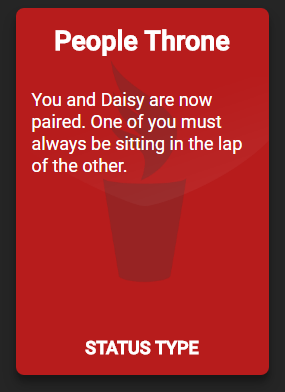 People Throne
You and Daisy are now
paired. One of you must
always be sitting in the lap
of the other.
STATUS TYPE